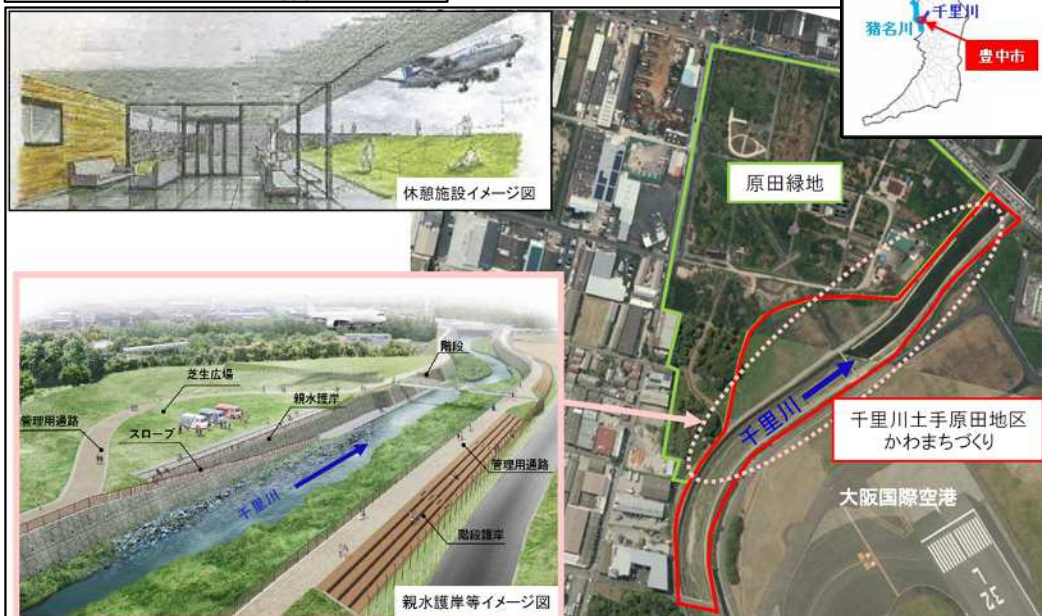 休憩施設イメージ図
千里川
猪名川
豊中市
原田緑地
千里川
千里川土手原田地区
かわまちづくり
大阪国際空港
32L
階段
芝生広場
親水護岸
管理用通路
スロープ
管理用通路
千里川
階段護岸
親水護岸等イメージ図